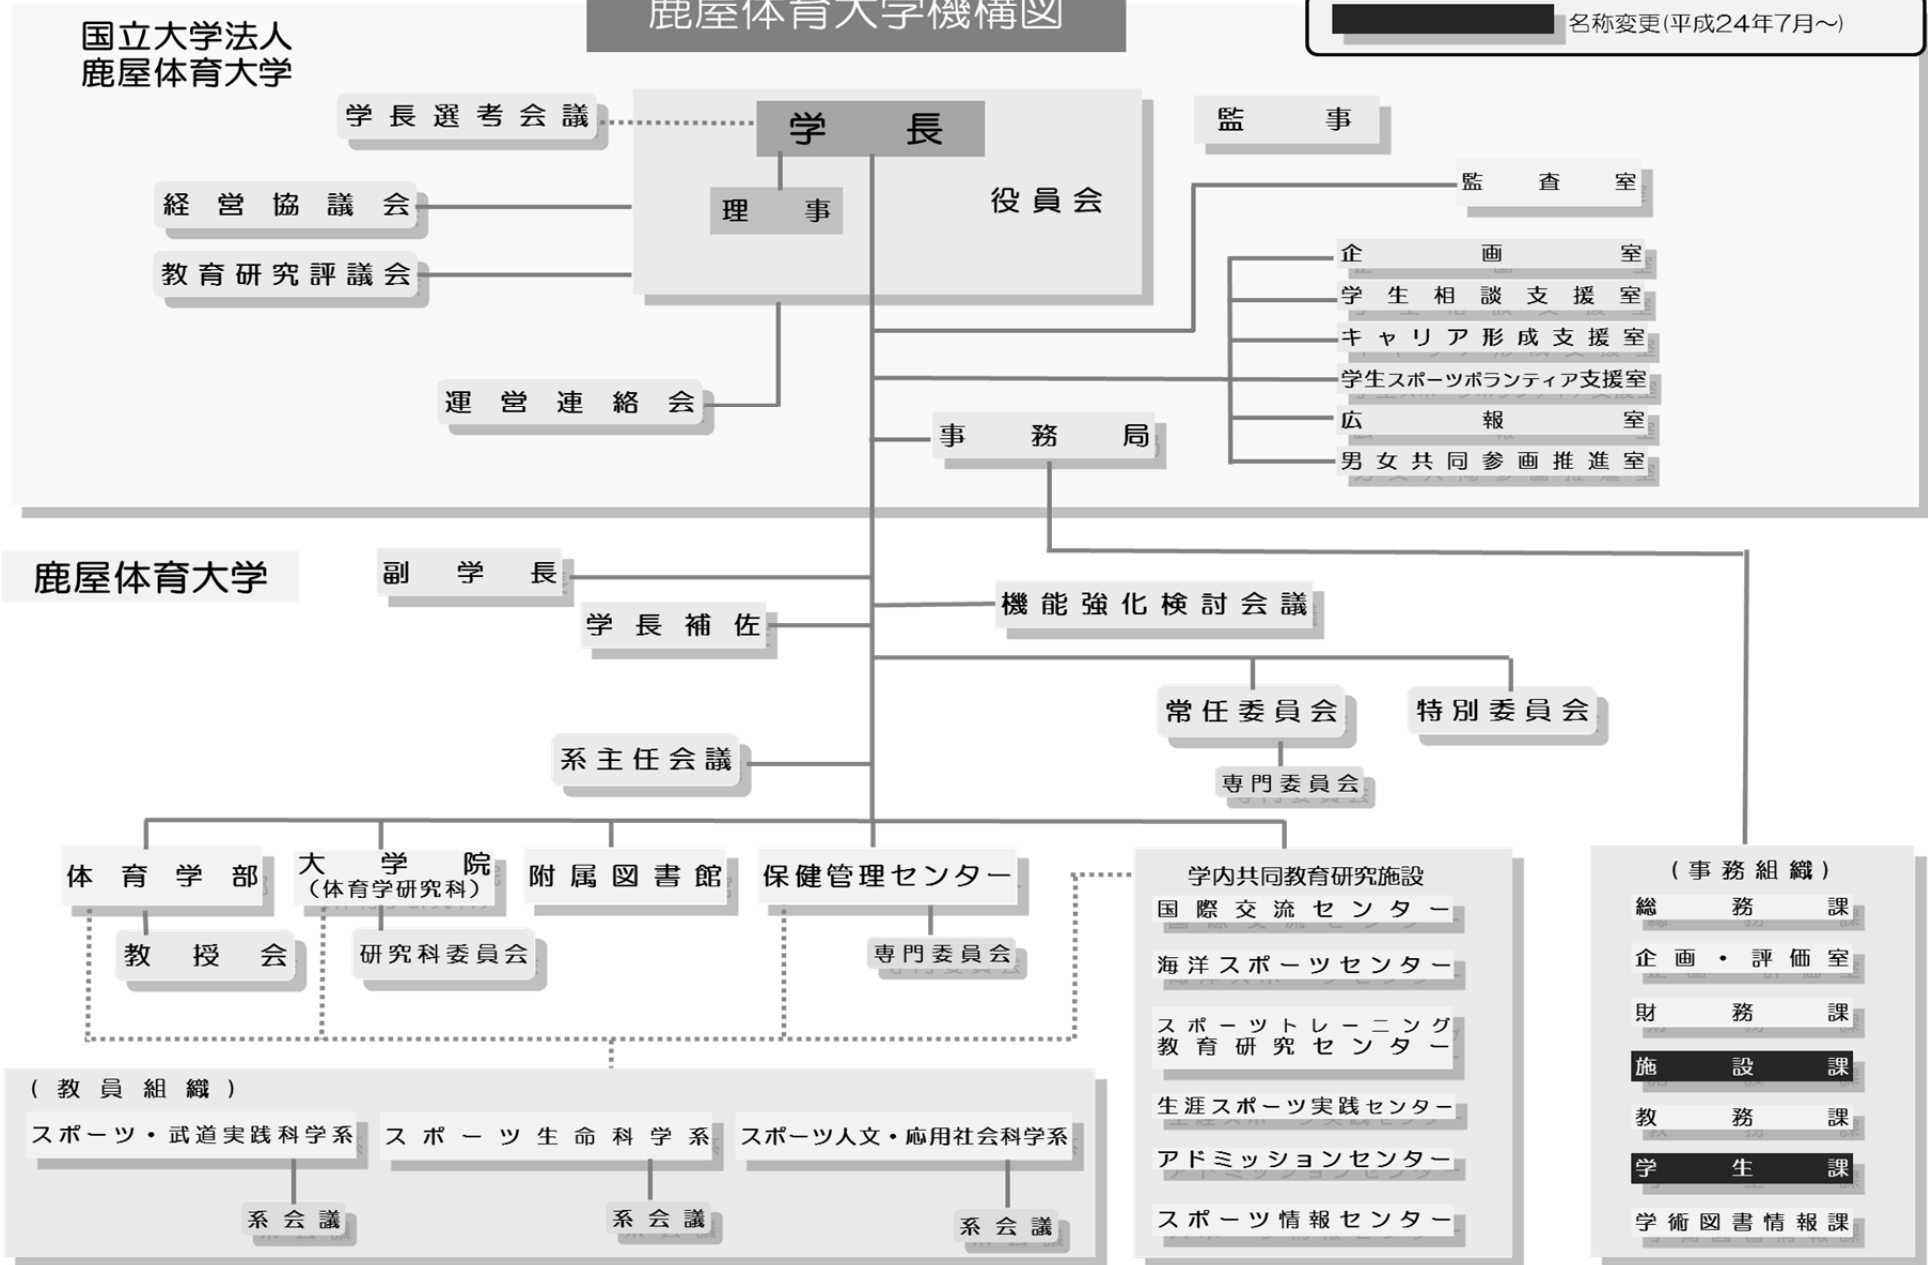 鹿屋体育大学機構図
名称変更(平成24年7月～)
国立大学法人
鹿屋体育大学
学長選考会議
学長
監事
監査室
経営協議会
理事
役員会
教育研究評議会
企画室
学生相談支援室
キャリア形成支援室
学生スポーツボランティア支援室
広報室
男女共同参画推進室
運営連絡会
事務局
鹿屋体育大学
副学長
機能強化検討会議
学長補佐
常任委員会
特別委員会
系主任会議
専門委員会
体育学部
大学院
(体育学研究科)
附属図書館
保健管理センター
教授会
研究科委員会
専門委員会
学内共同教育研究施設
国際交流センター
海洋スポーツセンター
スポーツトレーニング
教育研究センター
生涯スポーツ実践センター
アドミッションセンター
スポーツ情報センター
(事務組織)
総務課
企画・評価室
財務課
施設課
教務課
学生課
学術図書情報課
(教員組織)
スポーツ・武道実践科学系
スポーツ生命科学系
スポーツ人文・応用社会科学系
系会議
系会議
系会議